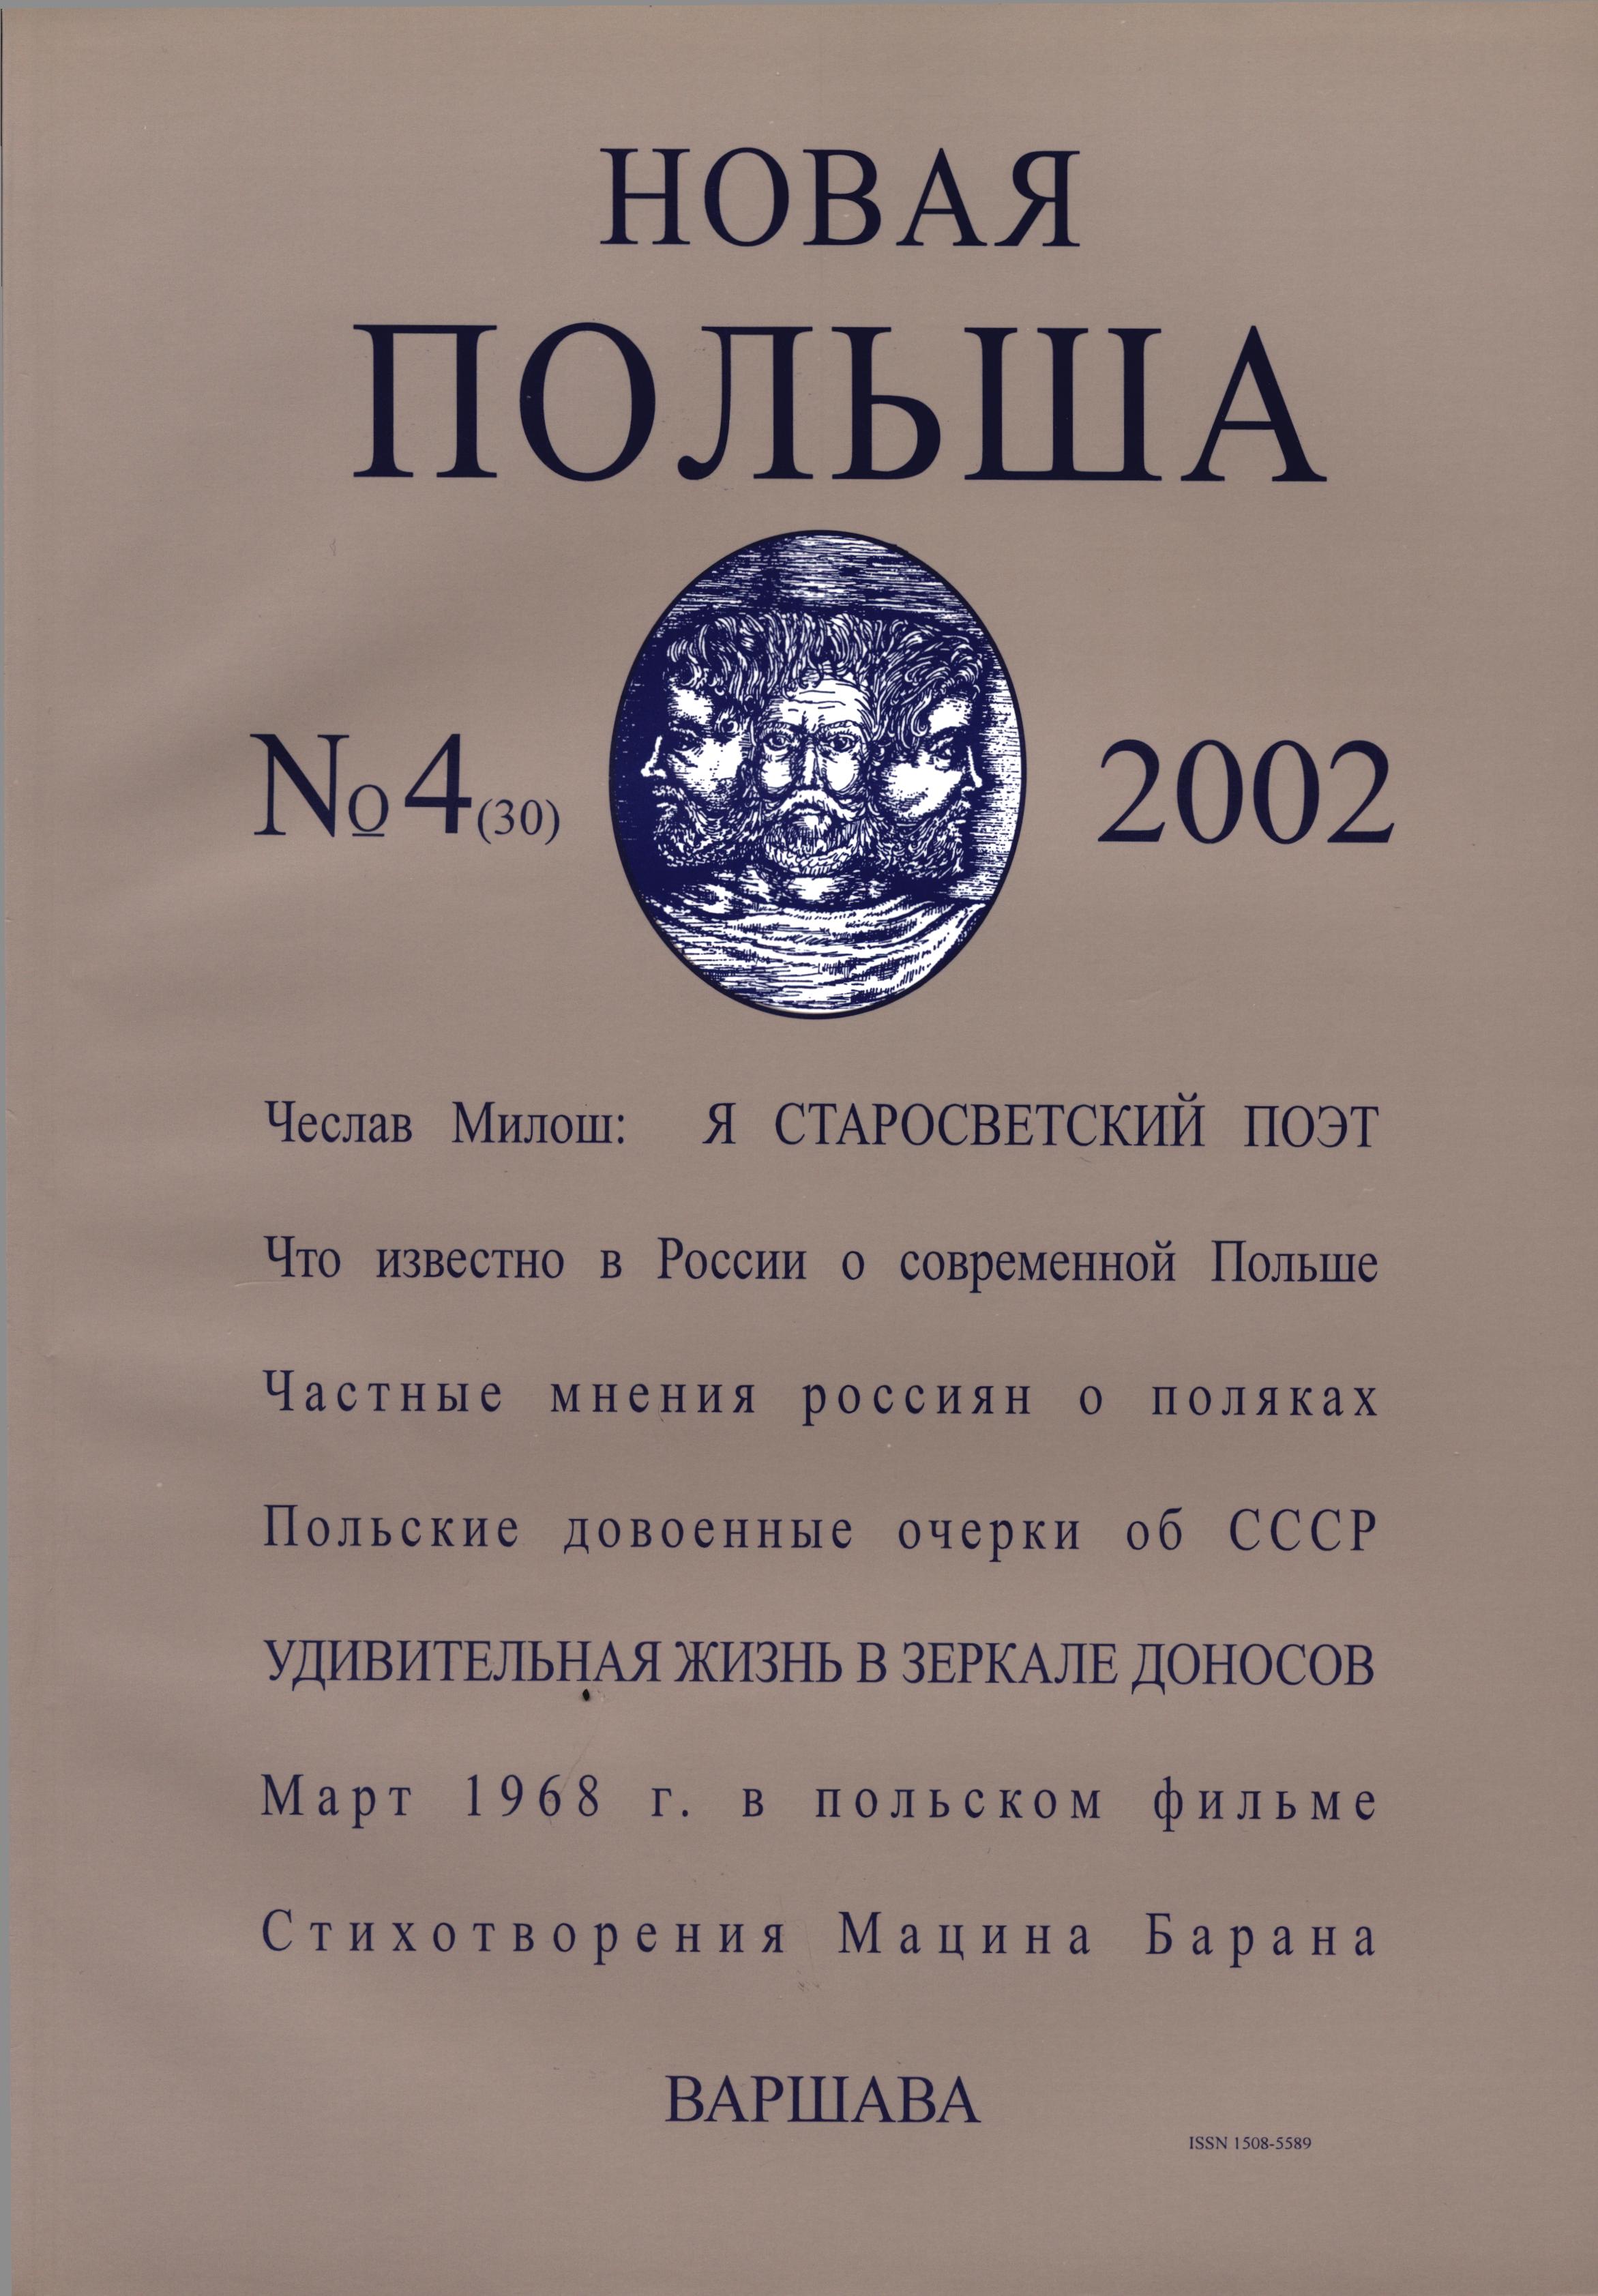 НОВАЯ
ПОЛЬША
№4(30) 2002
Чеслав Милош: Я СТАРОСВЕТСКИЙ ПОЭТ
Что известно в России о современной Польше
Частные мнения россиян о поляках
Польские довоенные очерки об СССР
УДИВИТЕЛЬНАЯ ЖИЗНЬ В ЗЕРКАЛЕ ДОНОСОВ
Март 1968 г. в польском фильме
Стихотворения Мацина Барана
ВАРШАВА
ISSN 1508-5589